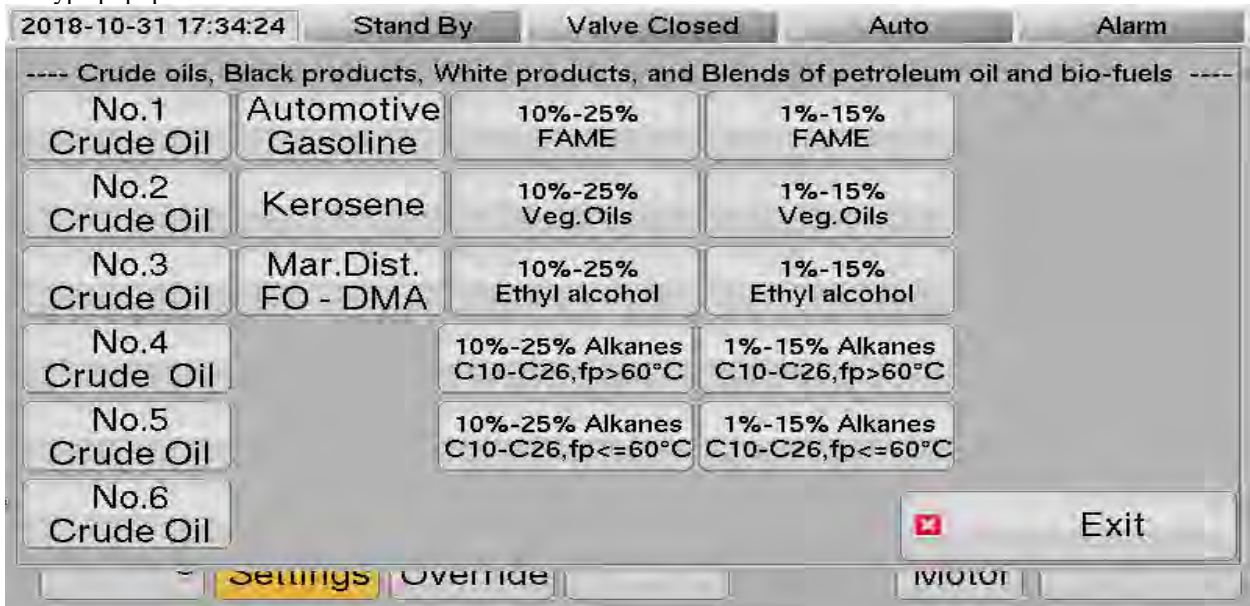 2018-10-31 17:34:24 Stand By Valve Closed Auto Alarm
---- Crude oils, Black products, White products, and Blends of petroleum oil and bio-fuels ----
No.1
Crude Oil
Automotive
Gasoline
10%-25%
FAME
1%-15%
FAME
No.2
Crude Oil
Kerosene
10%-25%
Veg.Oils
1%-15%
Veg.Oils
No.3
Crude Oil
Mar.Dist.
FO - DMA
10%-25%
Ethyl alcohol
1%-15%
Ethyl alcohol
No.4
Crude Oil
10%-25% Alkanes
C10-C26,fp>60°C
1%-15% Alkanes
C10-C26,fp>60°C
No.5
Crude Oil
10%-25% Alkanes
C10-C26,fp<=60°C
1%-15% Alkanes
C10-C26,fp<=60°C
No.6
Crude Oil
Exit
Settings Override Motor